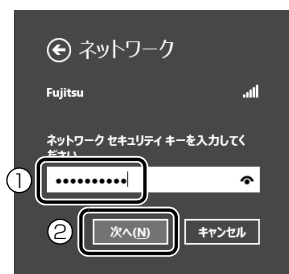 ネットワーク
Fujitsu
ネットワーク セキュリティ キーを入力してく
ださい
① ••••••••••
② 次へ(N) キャンセル